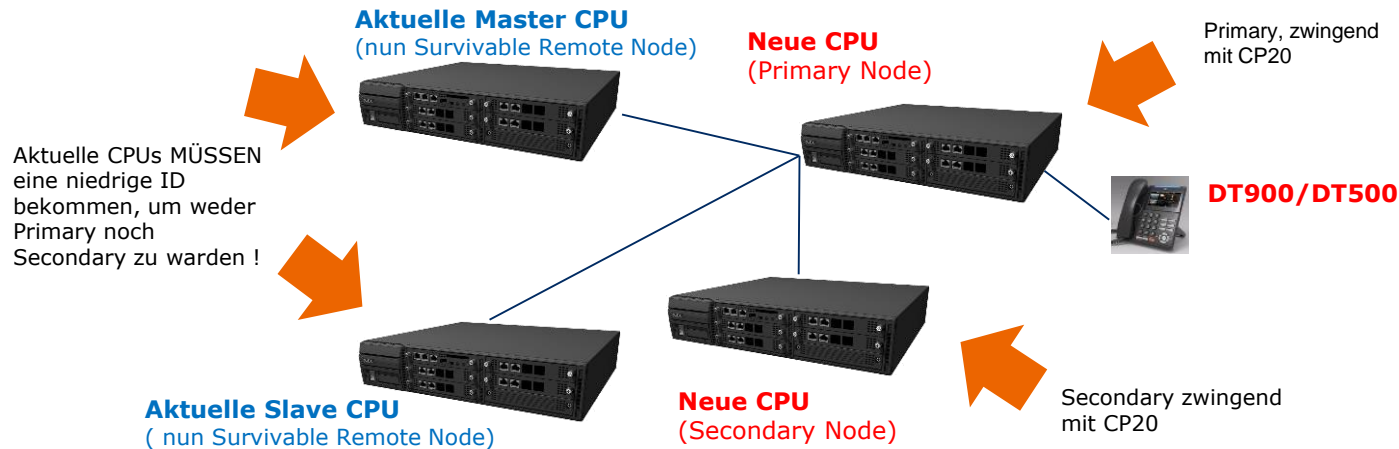 Aktuelle Master CPU
(nun Survivable Remote Node)
Neue CPU
(Primary Node)
Primary, zwingend
mit CP20
Aktuelle CPUs MÜSSEN
eine niedrige ID
bekommen, um weder
Primary noch
Secondary zu warden !
DT900/DT500
Aktuelle Slave CPU
( nun Survivable Remote Node)
Neue CPU
(Secondary Node)
Secondary zwingend
mit CP20